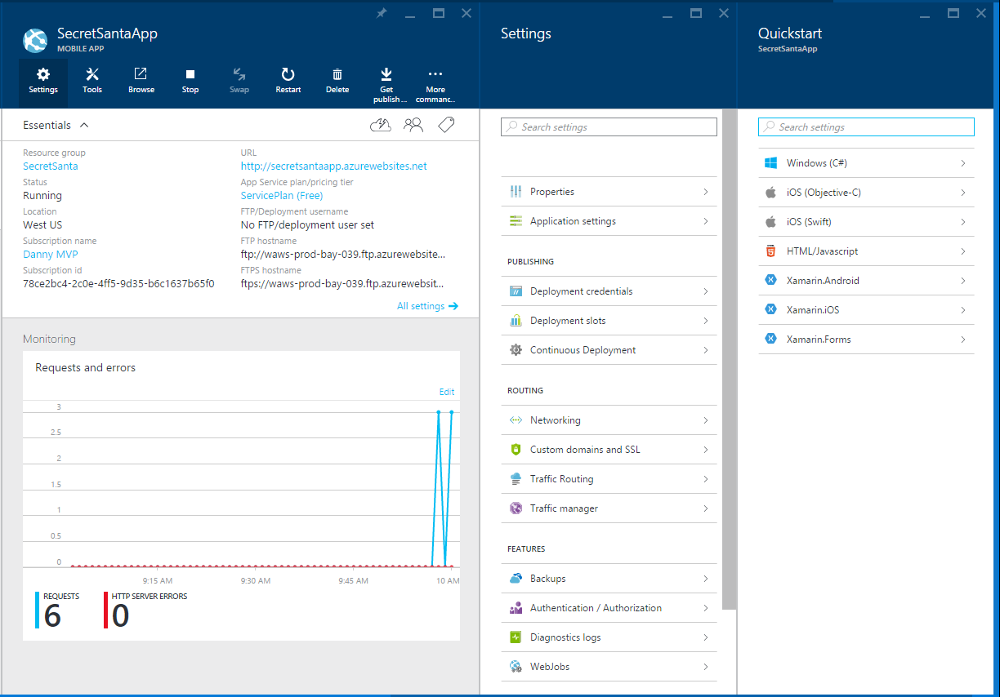 SecretSantaApp
MOBILE APP
Settings
Tools
Browse
Stop
Swap
Restart
Delete
Get
publish ...
More
commanc...
Essentials
Resource group
SecretSanta
Status
Running
Location
West US
Subscription name
Danny MVP
Subscription id
78ce2bc4-2c0e-4ff5-9d35-b6c1637b65f0
URL
http://secretsantaapp.azurewebsites.net
App Service plan/pricing tier
ServicePlan (Free)
FTP/Deployment username
No FTP/deployment user set
FTP hostname
ftp://waws-prod-bay-039.ftp.azurewebsite...
FTPS hostname
ftps://waws-prod-bay-039.ftp.azurewebsit...
All settings
Monitoring
Requests and errors
Edit
3
2.5
2
1.5
1
0.5
0
9:15 AM
9:30 AM
9:45 AM
10 AM
REQUESTS
6
HTTP SERVER ERRORS
0
Settings
Search settings
Properties
Application settings
PUBLISHING
Deployment credentials
Deployment slots
Continuous Deployment
ROUTING
Networking
Custom domains and SSL
Traffic Routing
Traffic manager
FEATURES
Backups
Authentication / Authorization
Diagnostics logs
WebJobs
Quickstart
SecretSantaApp
Search settings
Windows (C#)
iOS (Objective-C)
iOS (Swift)
HTML/Javascript
Xamarin.Android
Xamarin.iOS
Xamarin.Forms